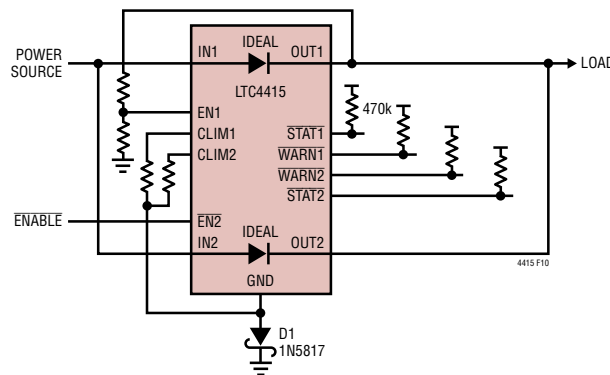 POWER
SOURCE
IN1
IDEAL
OUT1
LOAD
LTC4415
470k
EN1
CLIM1
CLIM2
STAT1
WARN1
WARN2
STAT2
ENABLE
EN2
IDEAL
IN2
OUT2
4415 F10
GND
D1
1N5817